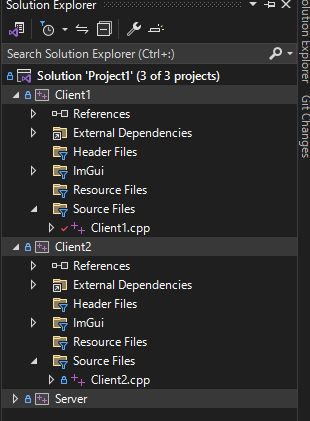 Solution Explorer
Search Solution Explorer (Ctrl+:)
Solution 'Project1' (3 of 3 projects)
Client1
References
External Dependencies
Header Files
ImGui
Resource Files
Source Files
Client1.cpp
Client2
References
External Dependencies
Header Files
ImGui
Resource Files
Source Files
Client2.cpp
Server
Solution Explorer
Git Changes